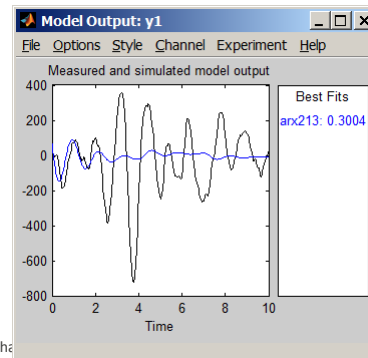 Model Output: y1
File Options Style Channel Experiment Help
Measured and simulated model output
400
200
0
-200
-400
-600
-800
0 2 4 6 8 10
Time
Best Fits
arx213: 0.3004